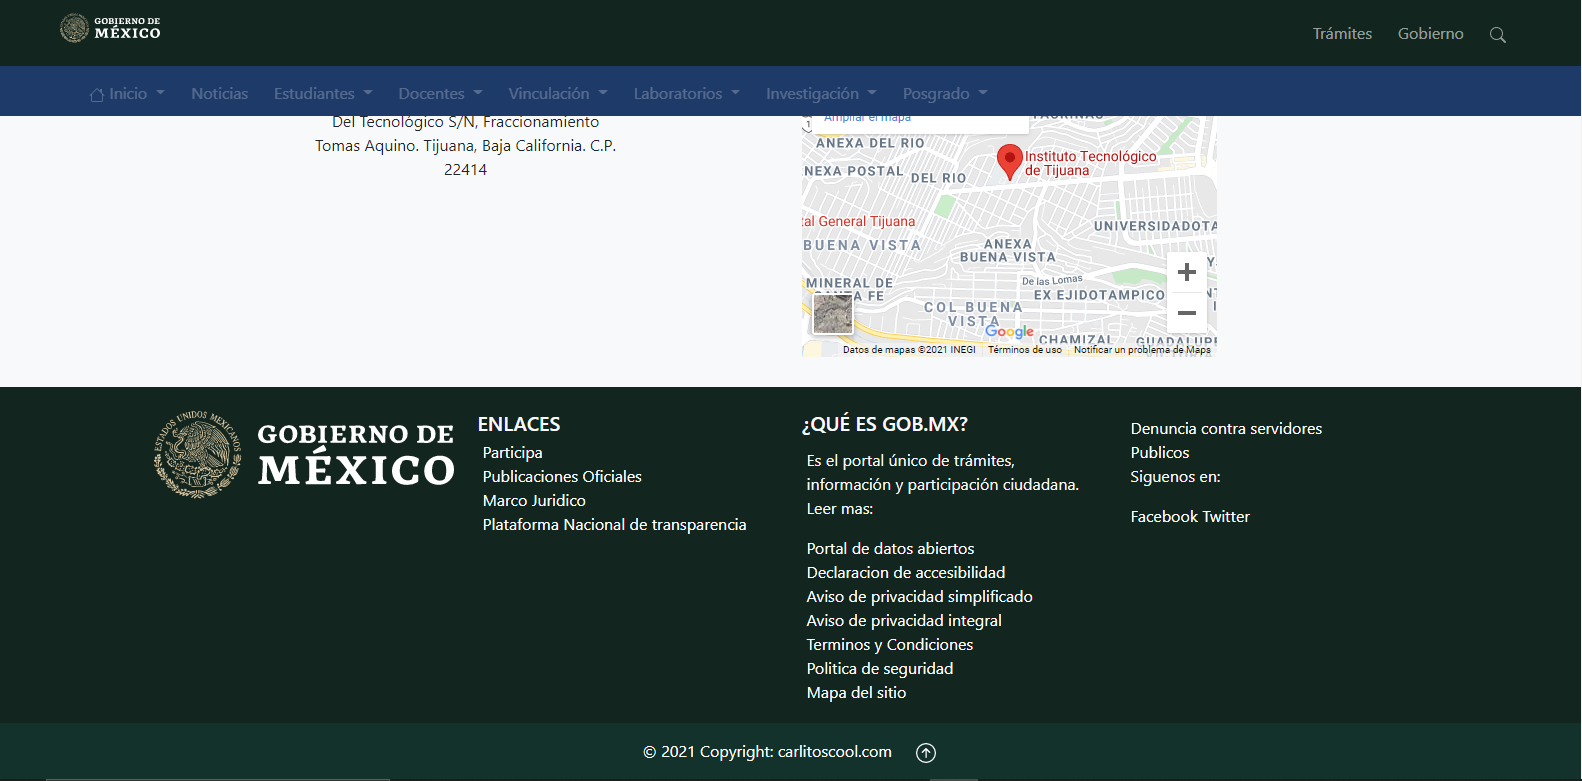 GOBIERNO DE
MÉXICO
Trámites
Gobierno
Inicio
Noticias
Estudiantes
Docentes
Vinculación
Laboratorios
Investigación
Posgrado
Del Tecnológico S/N, Fraccionamiento
Tomas Aquino. Tijuana, Baja California. C.P.
22414
Ampliar el mapa
1
ANEXA DEL RIO
NEXA POSTAL
DEL RIO
Instituto Tecnológico
de Tijuana
al General Tijuana
BUENA VISTA
UNIVERSIDADOTA
ANEXA
BUENA VISTA
MINERAL DE
SANTA FE
De las Lomas
EX EJIDOTAMPICO
COL BUENA
VISTA
Google
CHAMIZAL
GUADALUPE
Datos de mapas ©2021 INEGI
Términos de uso
Notificar un problema de Maps
ESTADOS UNIDOS MEXICANOS
GOBIERNO DE
MÉXICO
ENLACES
Participa
Publicaciones Oficiales
Marco Juridico
Plataforma Nacional de transparencia
¿QUÉ ES GOB.MX?
Es el portal único de trámites,
información y participación ciudadana.
Leer mas:
Portal de datos abiertos
Declaracion de accesibilidad
Aviso de privacidad simplificado
Aviso de privacidad integral
Terminos y Condiciones
Politica de seguridad
Mapa del sitio
Denuncia contra servidores
Publicos
Siguenos en:
Facebook Twitter
© 2021 Copyright: carlitoscool.com